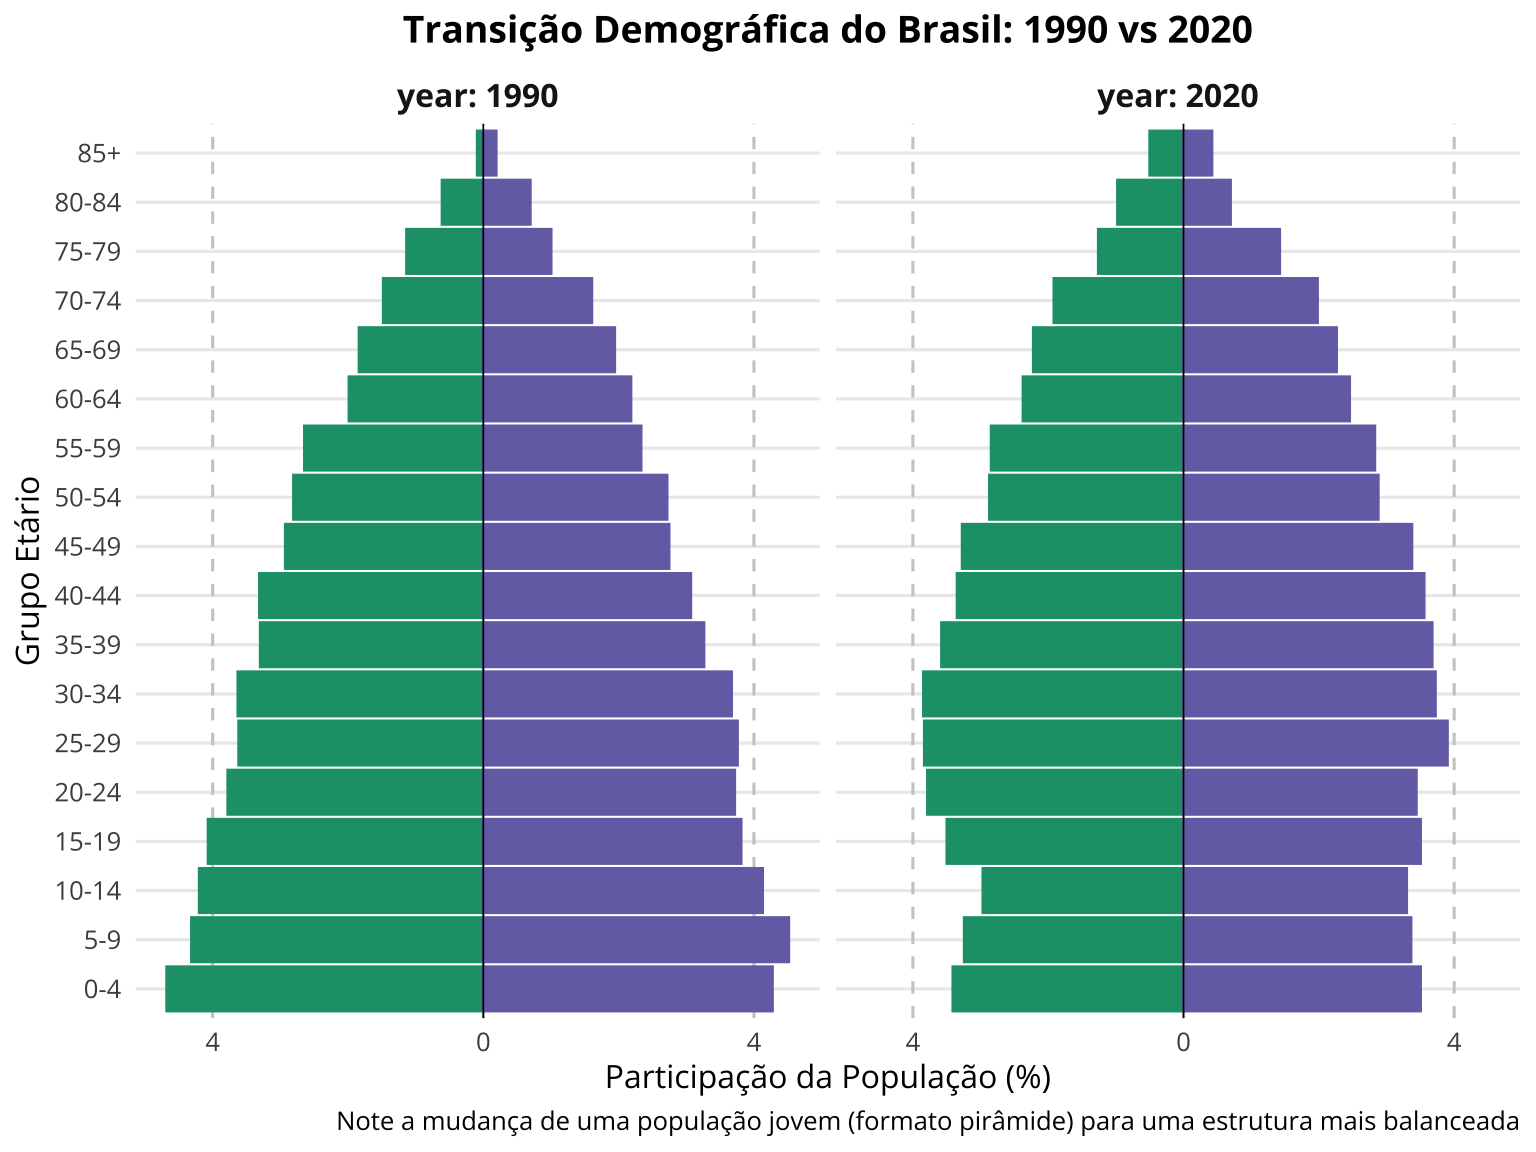 Transição Demográfica do Brasil: 1990 vs 2020
year: 1990
year: 2020
Grupo Etário
85+
80-84
75-79
70-74
65-69
60-64
55-59
50-54
45-49
40-44
35-39
30-34
25-29
20-24
15-19
10-14
5-9
0-4
4 0 4
4 0 4
Participação da População (%)
Note a mudança de uma população jovem (formato pirâmide) para uma estrutura mais balanceada